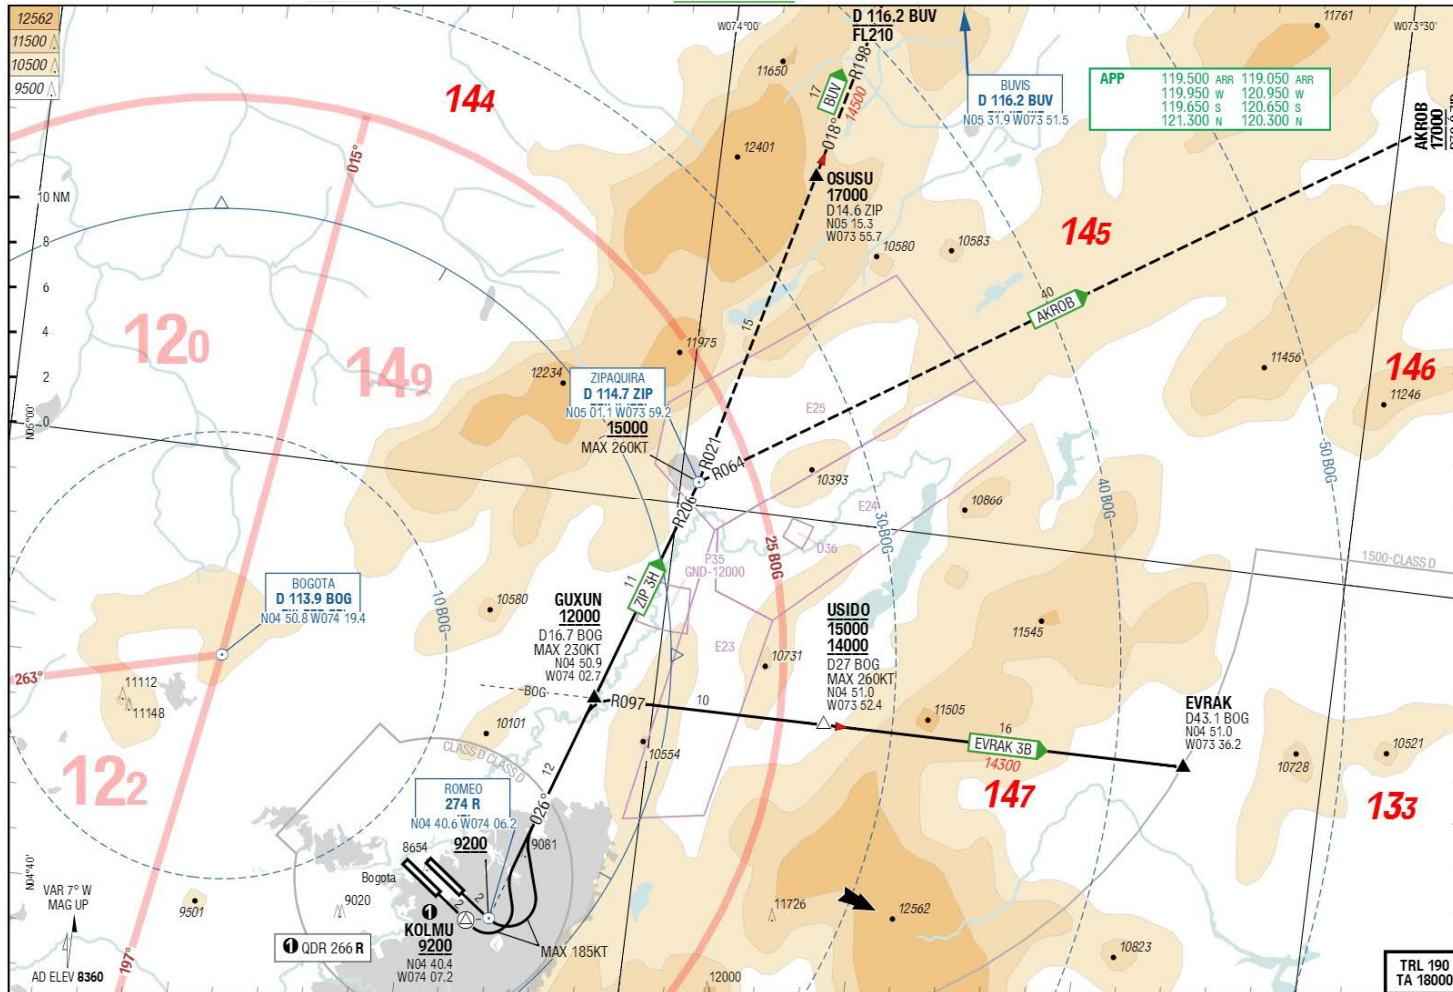 12562
11500
10500
9500
W074°00'
D 116.2 BUV
FL210
11761
W073°30'
11650
R198
17
BUV
14500
018°
BUVIS
D 116.2 BUV
N05 31.9 W073 51.5
APP 119.500 ARR 119.050 ARR
119.950 W 120.950 W
119.650 S 120.650 S
121.300 N 120.300 N
AKROB
17000
144
015°
12401
10 NM
8
6
4
2
0
N05°00'
OSUSU
17000
D14.6 ZIP
N05 15.3
W073 55.7
10580
10583
145
40
AKROB
15
120
149
11975
12234
ZIPAQUIRA
D 114.7 ZIP
N05 01.1 W073 59.2
15000
MAX 260KT
11456
146
11246
E25
R021
R064
10393
R206
E24
10866
30 BOG
40 BOG
50 BOG
D36
25 BOG
P35
GND-12000
1500-CLASS D
BOGOTA
D 113.9 BOG
N04 50.8 W074 19.4
10 BOG
10580
11
ZIP 3H
GUXUN
12000
D16.7 BOG
MAX 230KT
N04 50.9
W074 02.7
USIDO
15000
14000
D27 BOG
MAX 260KT
N04 51.0
W073 52.4
11545
E23
10731
263°
11112
11148
BOG
R097
10
11505
16
EVRAK 3B
14300
EVRAK
D43.1 BOG
N04 51.0
W073 36.2
10101
10554
10728
10521
CLASS D CLASS D
122
12
147
133
ROMEO
274 R
N04 40.6 W074 06.2
026°
9200
9081
8654
Bogota
N04°40'
VAR 7° W
MAG UP
9501
9020
2
2
1
KOLMU
9200
N04 40.4
W074 07.2
1 QDR 266 R
MAX 185KT
11726
12562
10823
197°
AD ELEV 8360
12000
TRL 190
TA 18000